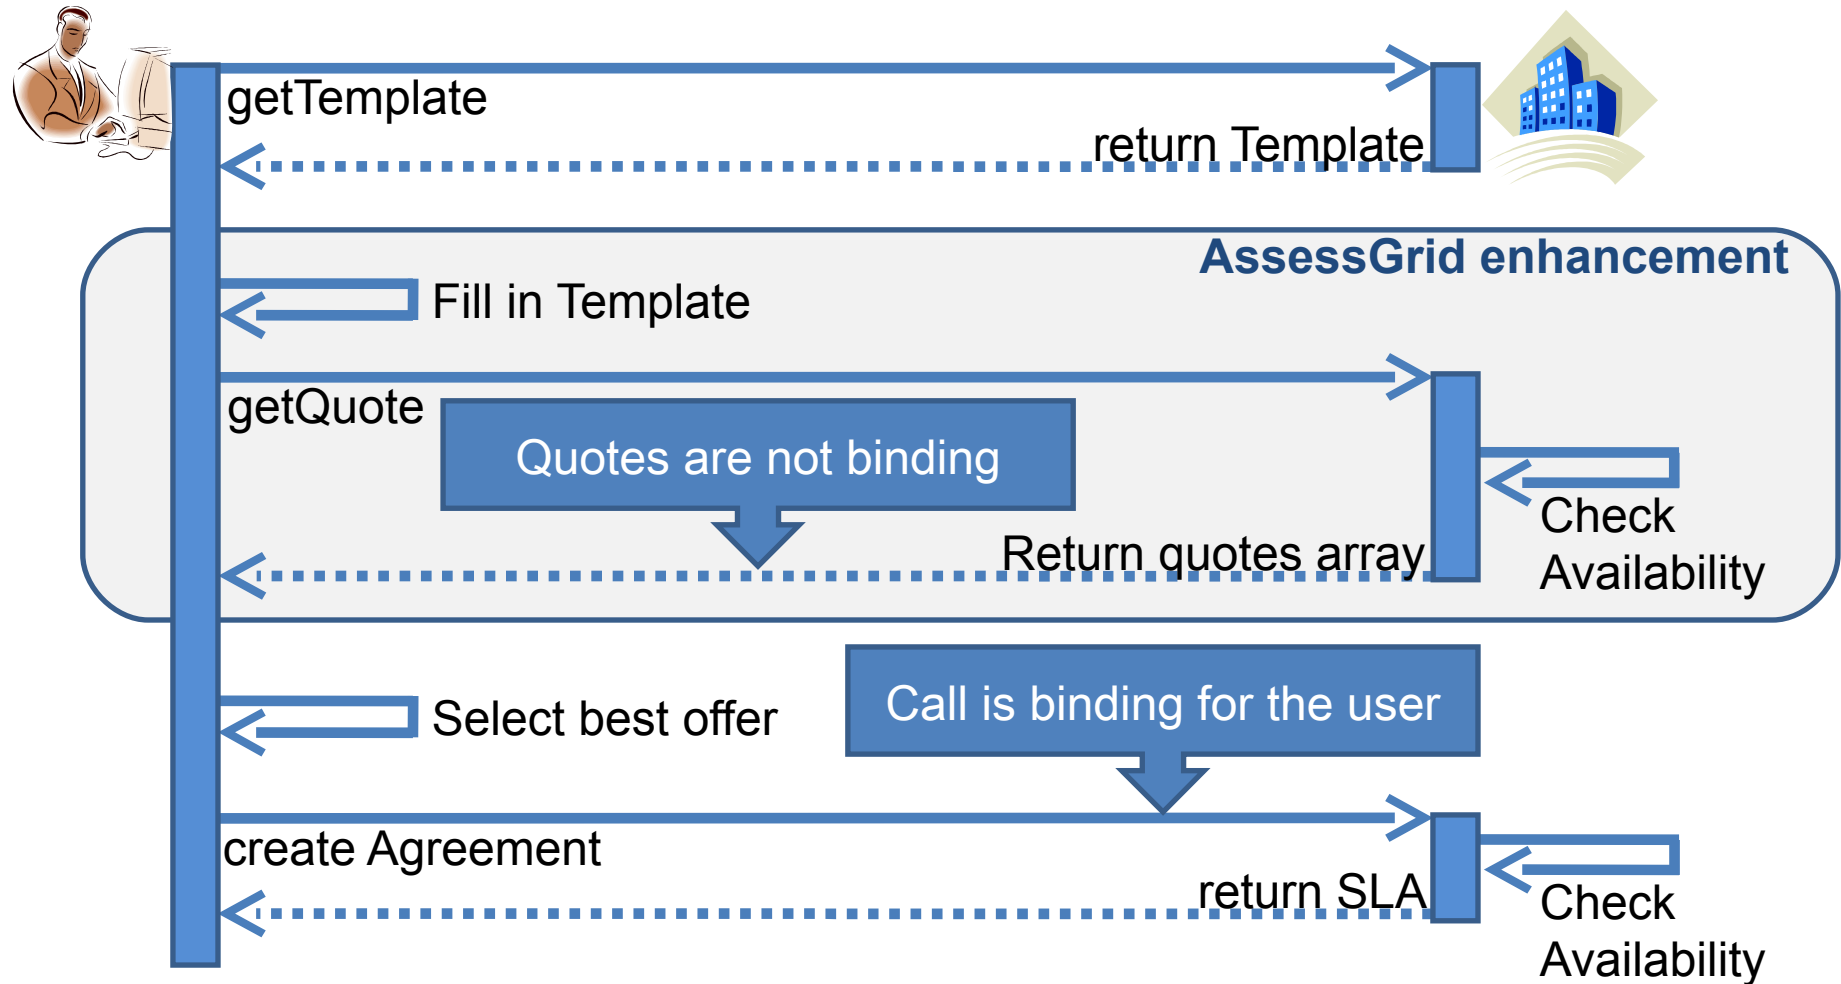 getTemplate
return Template
AssessGrid enhancement
Fill in Template
getQuote
Quotes are not binding
Check
Availability
Return quotes array
Call is binding for the user
Select best offer
create Agreement
return SLA
Check
Availability